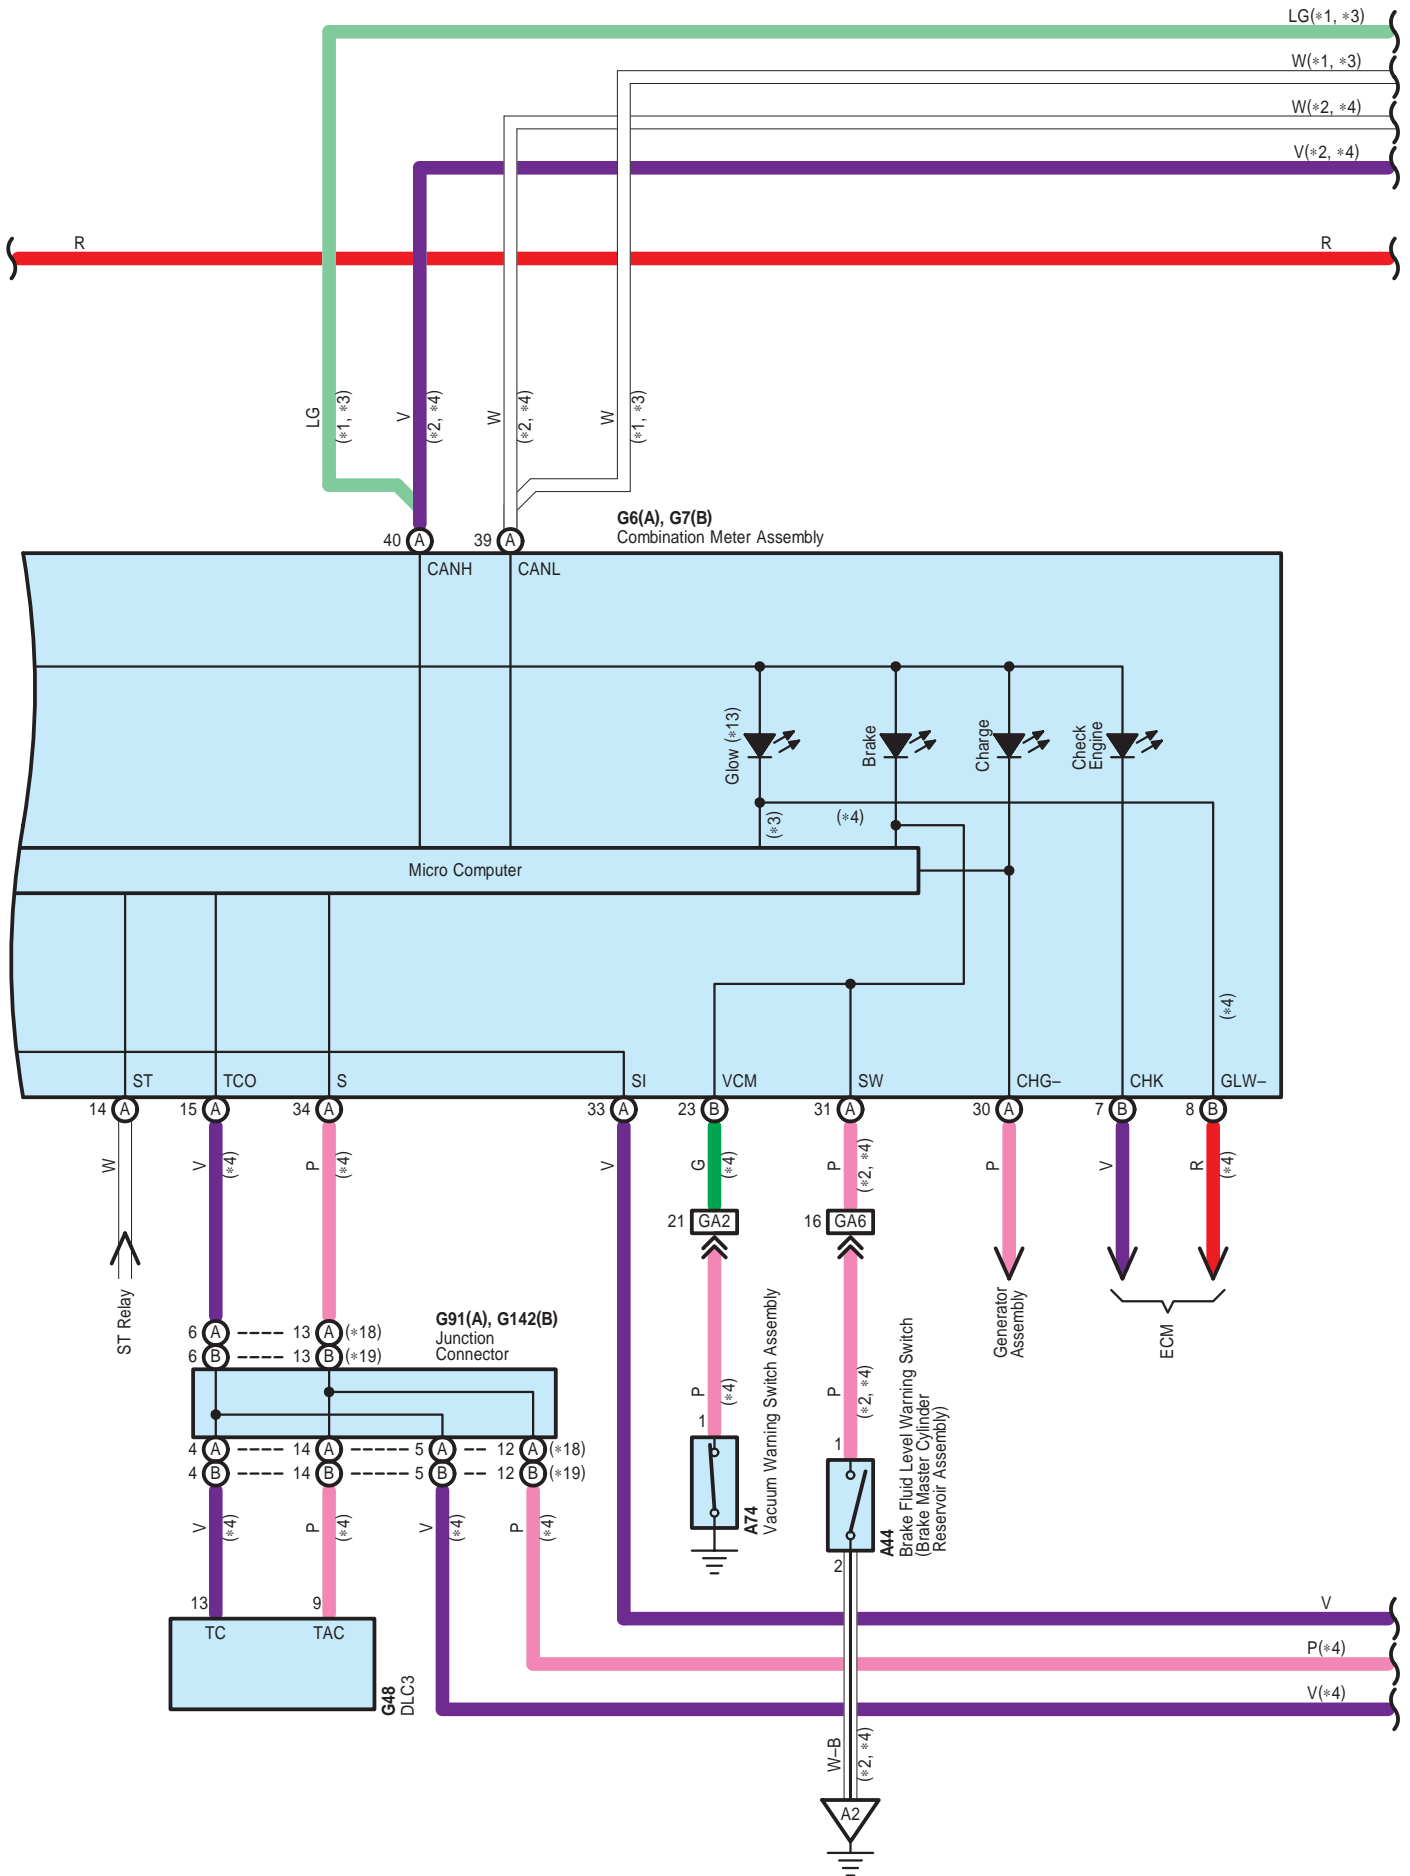 LG(*1, *3)
W(*1, *3)
W(*2, *4)
V(*2, *4)
R
R
LG
(*1, *3)
V
(*2, *4)
W
(*2, *4)
W
(*1, *3)
G6(A), G7(B)
Combination Meter Assembly
40 A
39 A
CANH
CANL
Glow (*13)
Brake
Charge
Check
Engine
(*3)
(*4)
Micro Computer
(*4)
ST
TCO
S
SI
VCM
SW
CHG–
CHK
GLW–
14 A
15 A
34 A
33 A
23 B
31 A
30 A
7 B
8 B
W
V
(*4)
P
(*4)
V
G
(*4)
P
(*2, *4)
P
V
R
(*4)
21 GA2
16 GA6
ST Relay
Generator
Assembly
ECM
G91(A), G142(B)
Junction
Connector
6 A 13 A (*18)
6 B 13 B (*19)
P
(*4)
P
(*2, *4)
1
1
4 A 14 A 5 A 12 A (*18)
4 B 14 B 5 B 12 B (*19)
A74
Vacuum Warning Switch Assembly
A44
Brake Fluid Level Warning Switch
(Brake Master Cylinder
Reservoir Assembly)
V
(*4)
P
(*4)
V
(*4)
P
(*4)
2
13
9
TC
TAC
G48
DLC3
V
P(*4)
V(*4)
W–B
(*2, *4)
A2